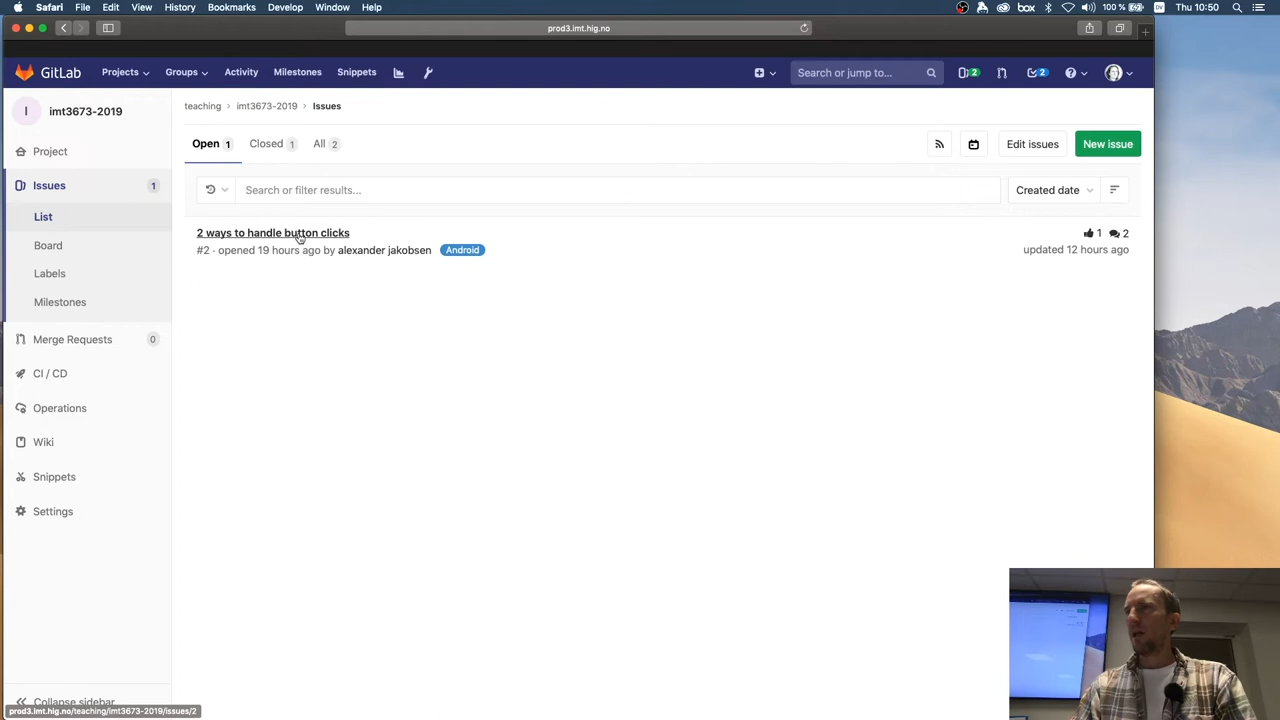 Safari File Edit View History Bookmarks Develop Window Help box 100 % Thu 10:50
prod3.imt.hig.no
GitLab Projects Groups Activity Milestones Snippets Search or jump to... 2 2
I imt3673-2019
teaching > imt3673-2019 > Issues
Open 1 Closed 1 All 2 Edit issues New issue
Project
Issues 1
Search or filter results... Created date
List
2 ways to handle button clicks 1 2
#2 · opened 19 hours ago by alexander jakobsen Android updated 12 hours ago
Board
Labels
Milestones
Merge Requests 0
CI / CD
Operations
Wiki
Snippets
Settings
Collapse sidebar
prod3.imt.hig.no/teaching/imt3673-2019/issues/2